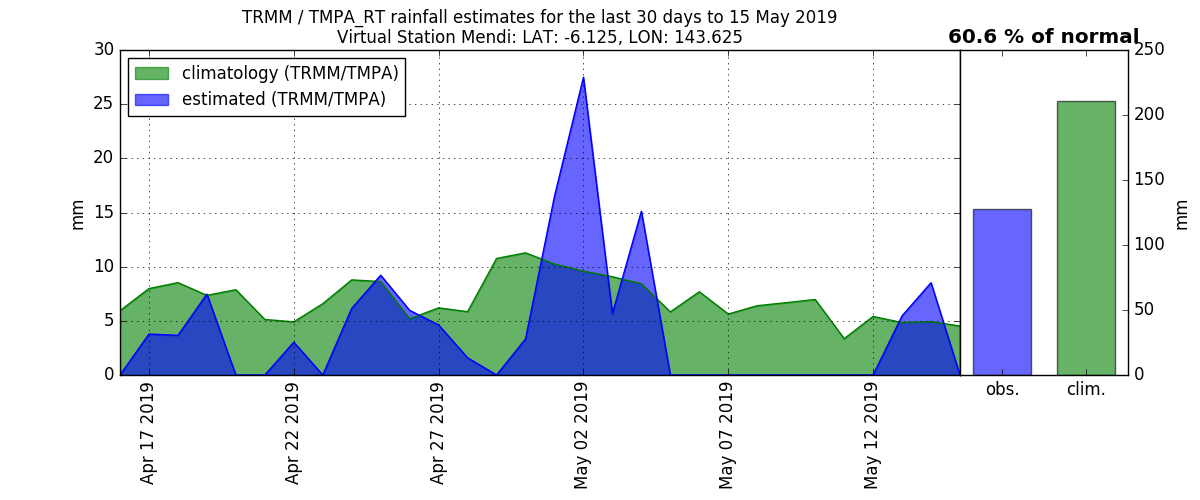 TRMM / TMPA_RT rainfall estimates for the last 30 days to 15 May 2019
Virtual Station Mendi: LAT: -6.125, LON: 143.625
60.6 % of normal
climatology (TRMM/TMPA)
estimated (TRMM/TMPA)
30
25
20
15
10
5
0
mm
250
200
150
100
50
0
mm
Apr 17 2019
Apr 22 2019
Apr 27 2019
May 02 2019
May 07 2019
May 12 2019
obs.
clim.